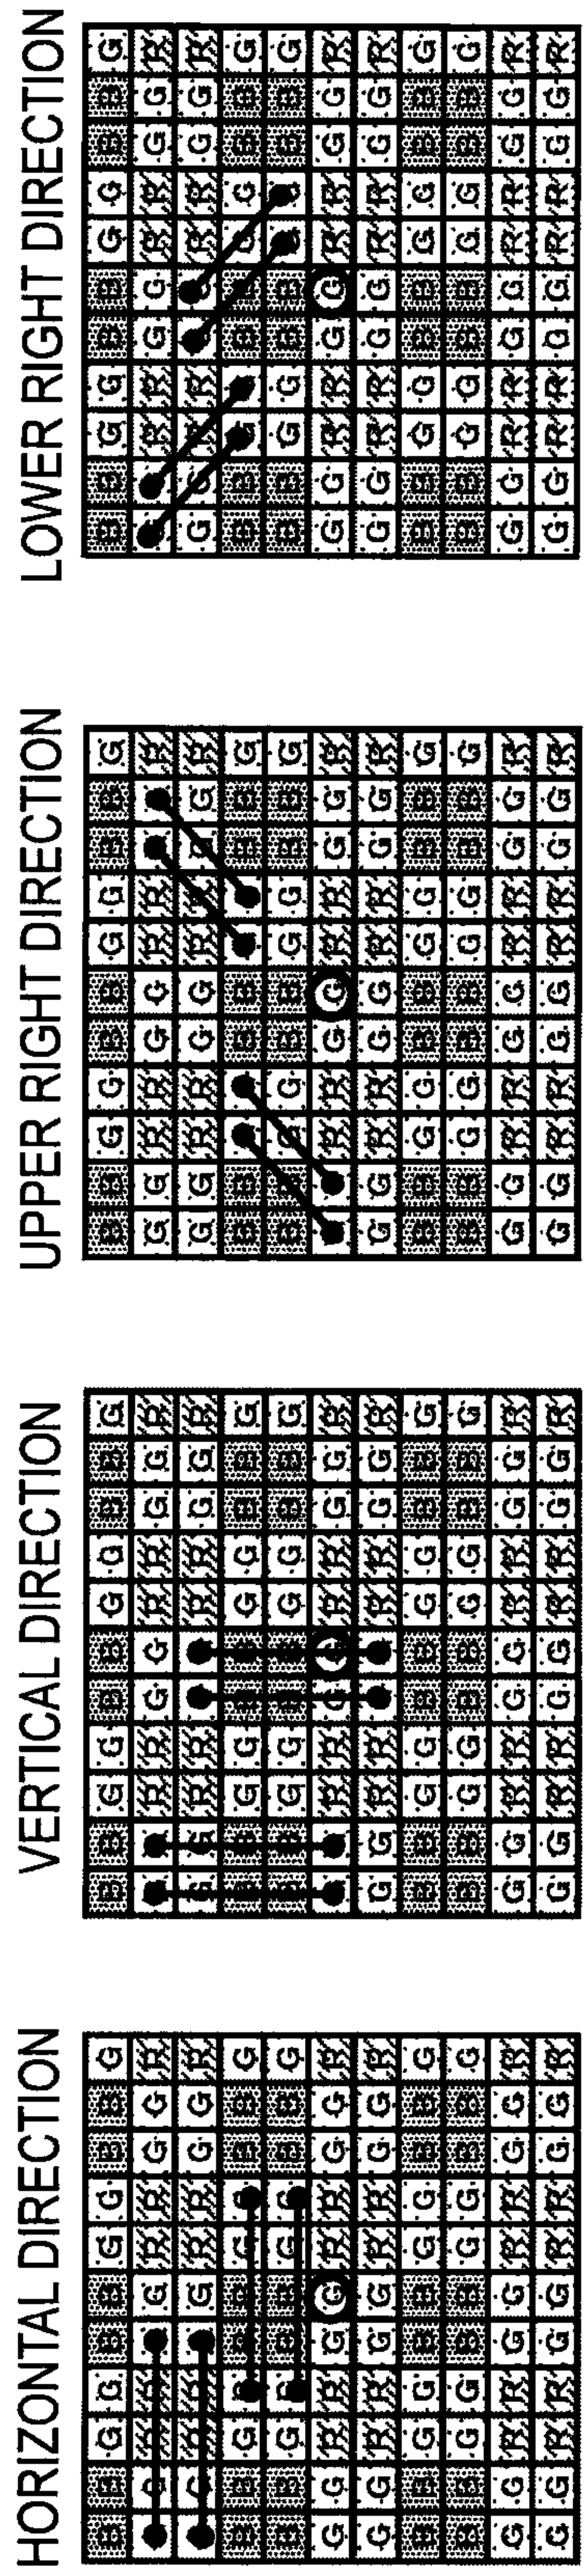 HORIZONTAL DIRECTION
B B G G B B G G B B G
G R R G G R
G R R G G R
B B G B B G
B B G B B G
G G R R G G R R G G R
G G R R G G R R G G R
B B G G B B G G B B G
B B G G B B G G B B G
G G R R G G R R G G R
G G R R G G R R G G R
VERTICAL DIRECTION
B B G G B B G G B B G
R R G G R R G G R
R R R R G G R
G G G G B B G
G G G G B B G
R R R R G G R
G G R R R R G G R
B B G G B B G G B B G
B B G G B B G G B B G
G G R R G G R R G G R
G G R R G G R R G G R
UPPER RIGHT DIRECTION
B B G G B B G G B B G
G G R R G G R R R
G G R R G G R G R
B B B B B B G
B G B B G G B B G
R R G G R R G G R
G G R R G G R R G G R
B B G G B B G G B B G
B B G G B B G G B B G
G G R R G G R R G G R
G G R R G G R R G G R
LOWER RIGHT DIRECTION
B B G G B B G G B B G
R R G G R R G G R
G R R R G G R
B B B G B B G
B B G G B B B B G
G G R R G G R R G G R
G G R R G G R R G G R
B B G G B B G G B B G
B B G G B B G G B B G
G G R R G G R R G G R
G G R R G G R R G G R